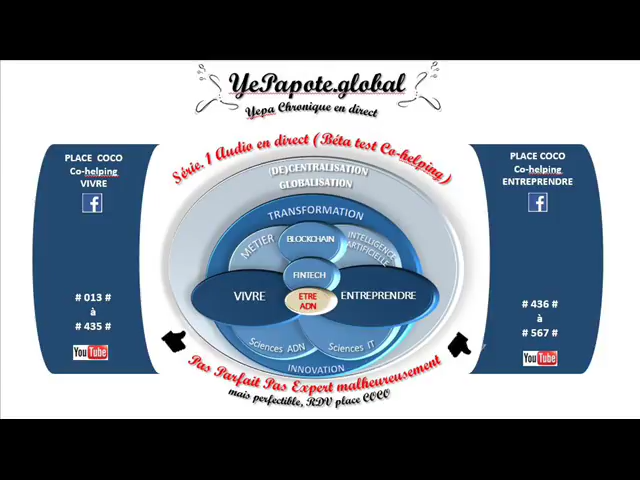 YePapote.global
Yepa Chronique en direct
Série. 1 Audio en direct (Béta test Co-helping)
PLACE COCO
Co-helping
VIVRE
f
# 013 #
à
# 435 #
YouTube
(DE)CENTRALISATION
GLOBALISATION
TRANSFORMATION
METIER
BLOCKCHAIN
INTELLIGENCE
ARTIFICIELLE
FINTECH
VIVRE
ETRE
ADN
ENTREPRENDRE
Sciences ADN
Sciences IT
INNOVATION
PLACE COCO
Co-helping
ENTREPRENDRE
f
# 436 #
à
# 567 #
YouTube
Pas Parfait Pas Expert malheureusement
mais perfectible, RDV place COCO